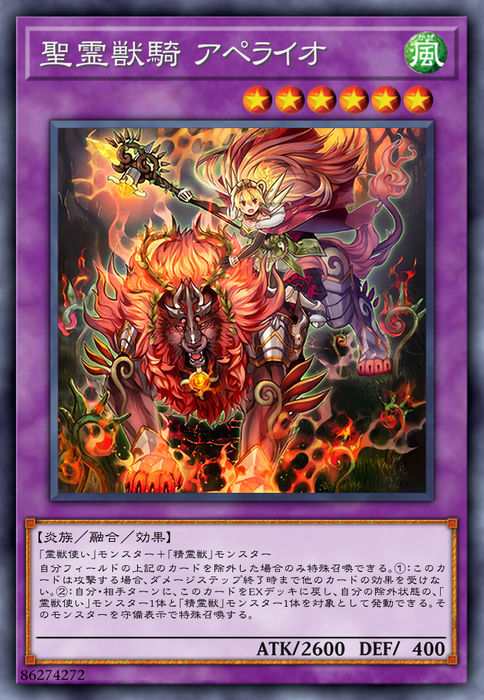 聖霊獣騎 アペライオ
風
かぜ
【炎族／融合／効果】
「霊獣使い」モンスター＋「精霊獣」モンスター
自分フィールドの上記のカードを除外した場合のみ特殊召喚できる。①：このカ
ードは攻撃する場合、ダメージステップ終了時まで他のカードの効果を受けな
い。②：自分・相手ターンに、このカードをEXデッキに戻し、自分の除外状態の、「
霊獣使い」モンスター1体と「精霊獣」モンスター1体を対象として発動できる。そ
のモンスターを守備表示で特殊召喚する。
ATK/2600 DEF/ 400
86274272